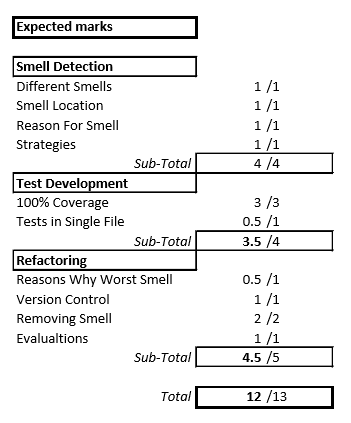 Expected marks
Smell Detection
Different Smells 1 /1
Smell Location 1 /1
Reason For Smell 1 /1
Strategies 1 /1
Sub-Total 4 /4
Test Development
100% Coverage 3 /3
Tests in Single File 0.5 /1
Sub-Total 3.5 /4
Refactoring
Reasons Why Worst Smell 0.5 /1
Version Control 1 /1
Removing Smell 2 /2
Evaualtions 1 /1
Sub-Total 4.5 /5
Total 12 /13